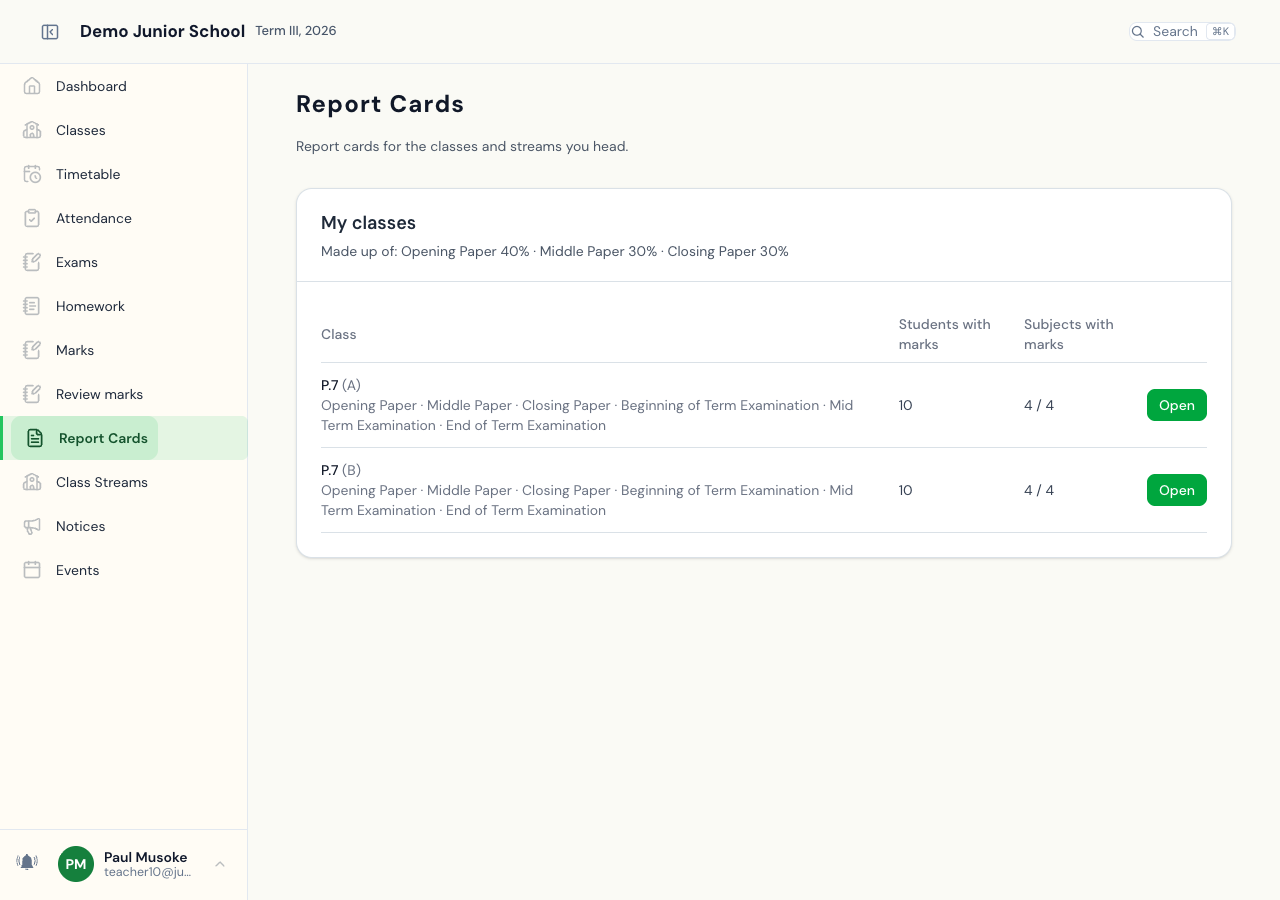 Demo Junior School Term III, 2026
Search ⌘K
Dashboard
Classes
Timetable
Attendance
Exams
Homework
Marks
Review marks
Report Cards
Class Streams
Notices
Events
PM Paul Musoke
teacher10@ju...
Report Cards
Report cards for the classes and streams you head.
My classes
Made up of: Opening Paper 40% · Middle Paper 30% · Closing Paper 30%
Class Students with marks Subjects with marks
P.7 (A)
Opening Paper · Middle Paper · Closing Paper · Beginning of Term Examination · Mid
Term Examination · End of Term Examination
10 4 / 4 Open
P.7 (B)
Opening Paper · Middle Paper · Closing Paper · Beginning of Term Examination · Mid
Term Examination · End of Term Examination
10 4 / 4 Open